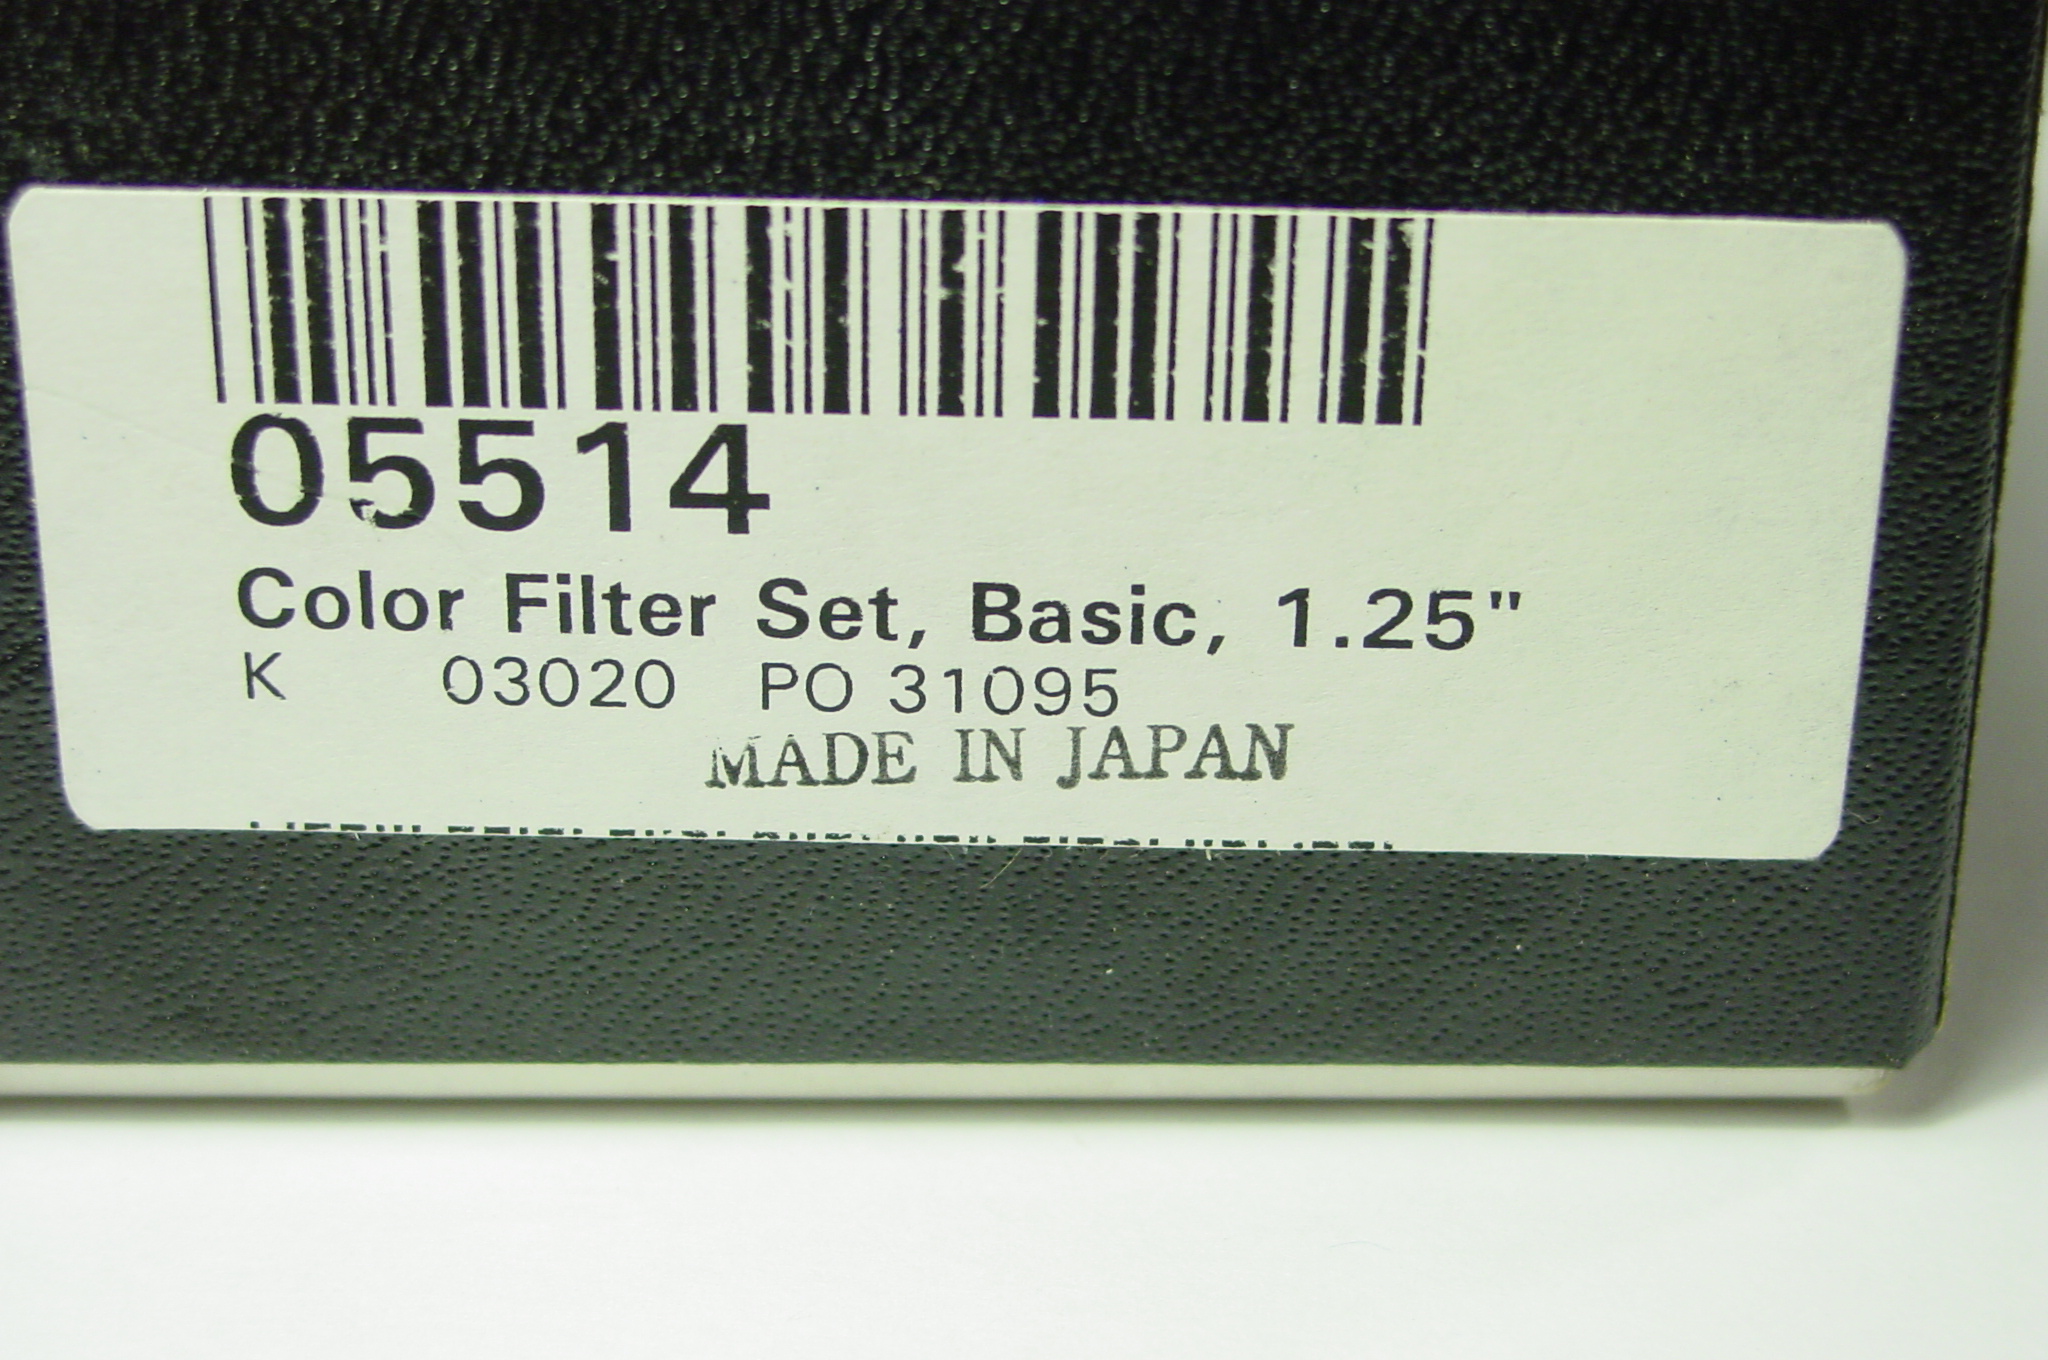 05514
Color Filter Set, Basic, 1.25"
K 03020 PO 31095
MADE IN JAPAN